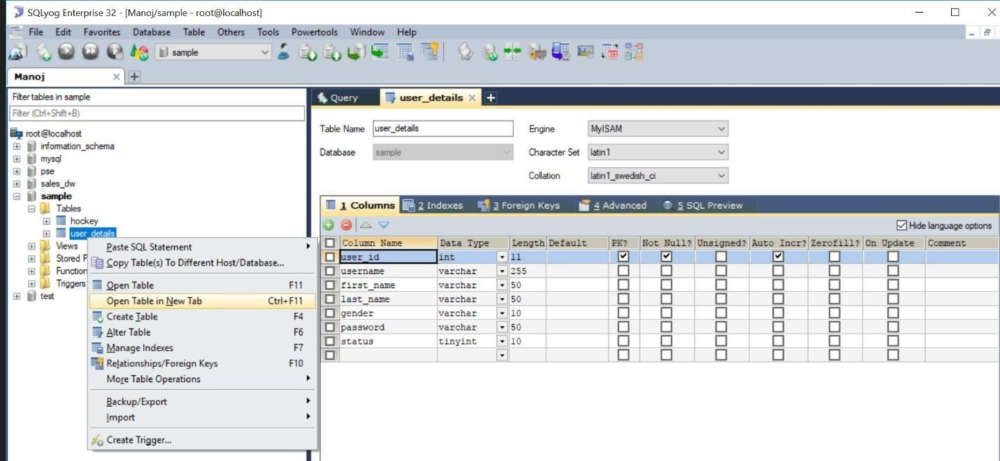 SQLyog Enterprise 32 - [Manoj/sample - root@localhost]
File Edit Favorites Database Table Others Tools Powertools Window Help
sample
Manoj
Filter tables in sample
Filter (Ctrl+Shift+B)
root@localhost
information_schema
mysql
pse
sales_dw
sample
Tables
hockey
user_details
Views
Stored P
Function
Triggers
test
Paste SQL Statement
Copy Table(s) To Different Host/Database...
Open Table F11
Open Table in New Tab Ctrl+F11
Create Table F4
Alter Table F6
Manage Indexes F7
Relationships/Foreign Keys F10
More Table Operations
Backup/Export
Import
Create Trigger...
Query user_details
Table Name user_details Engine MyISAM
Database sample Character Set latin1
Collation latin1_swedish_ci
1 Columns 2 Indexes 3 Foreign Keys 4 Advanced 5 SQL Preview
Hide language options
Column Name Data Type Length Default PK? Not Null? Unsigned? Auto Incr? Zerofill? On Update Comment
user_id int 11
username varchar 255
first_name varchar 50
last_name varchar 50
gender varchar 10
password varchar 50
status tinyint 10